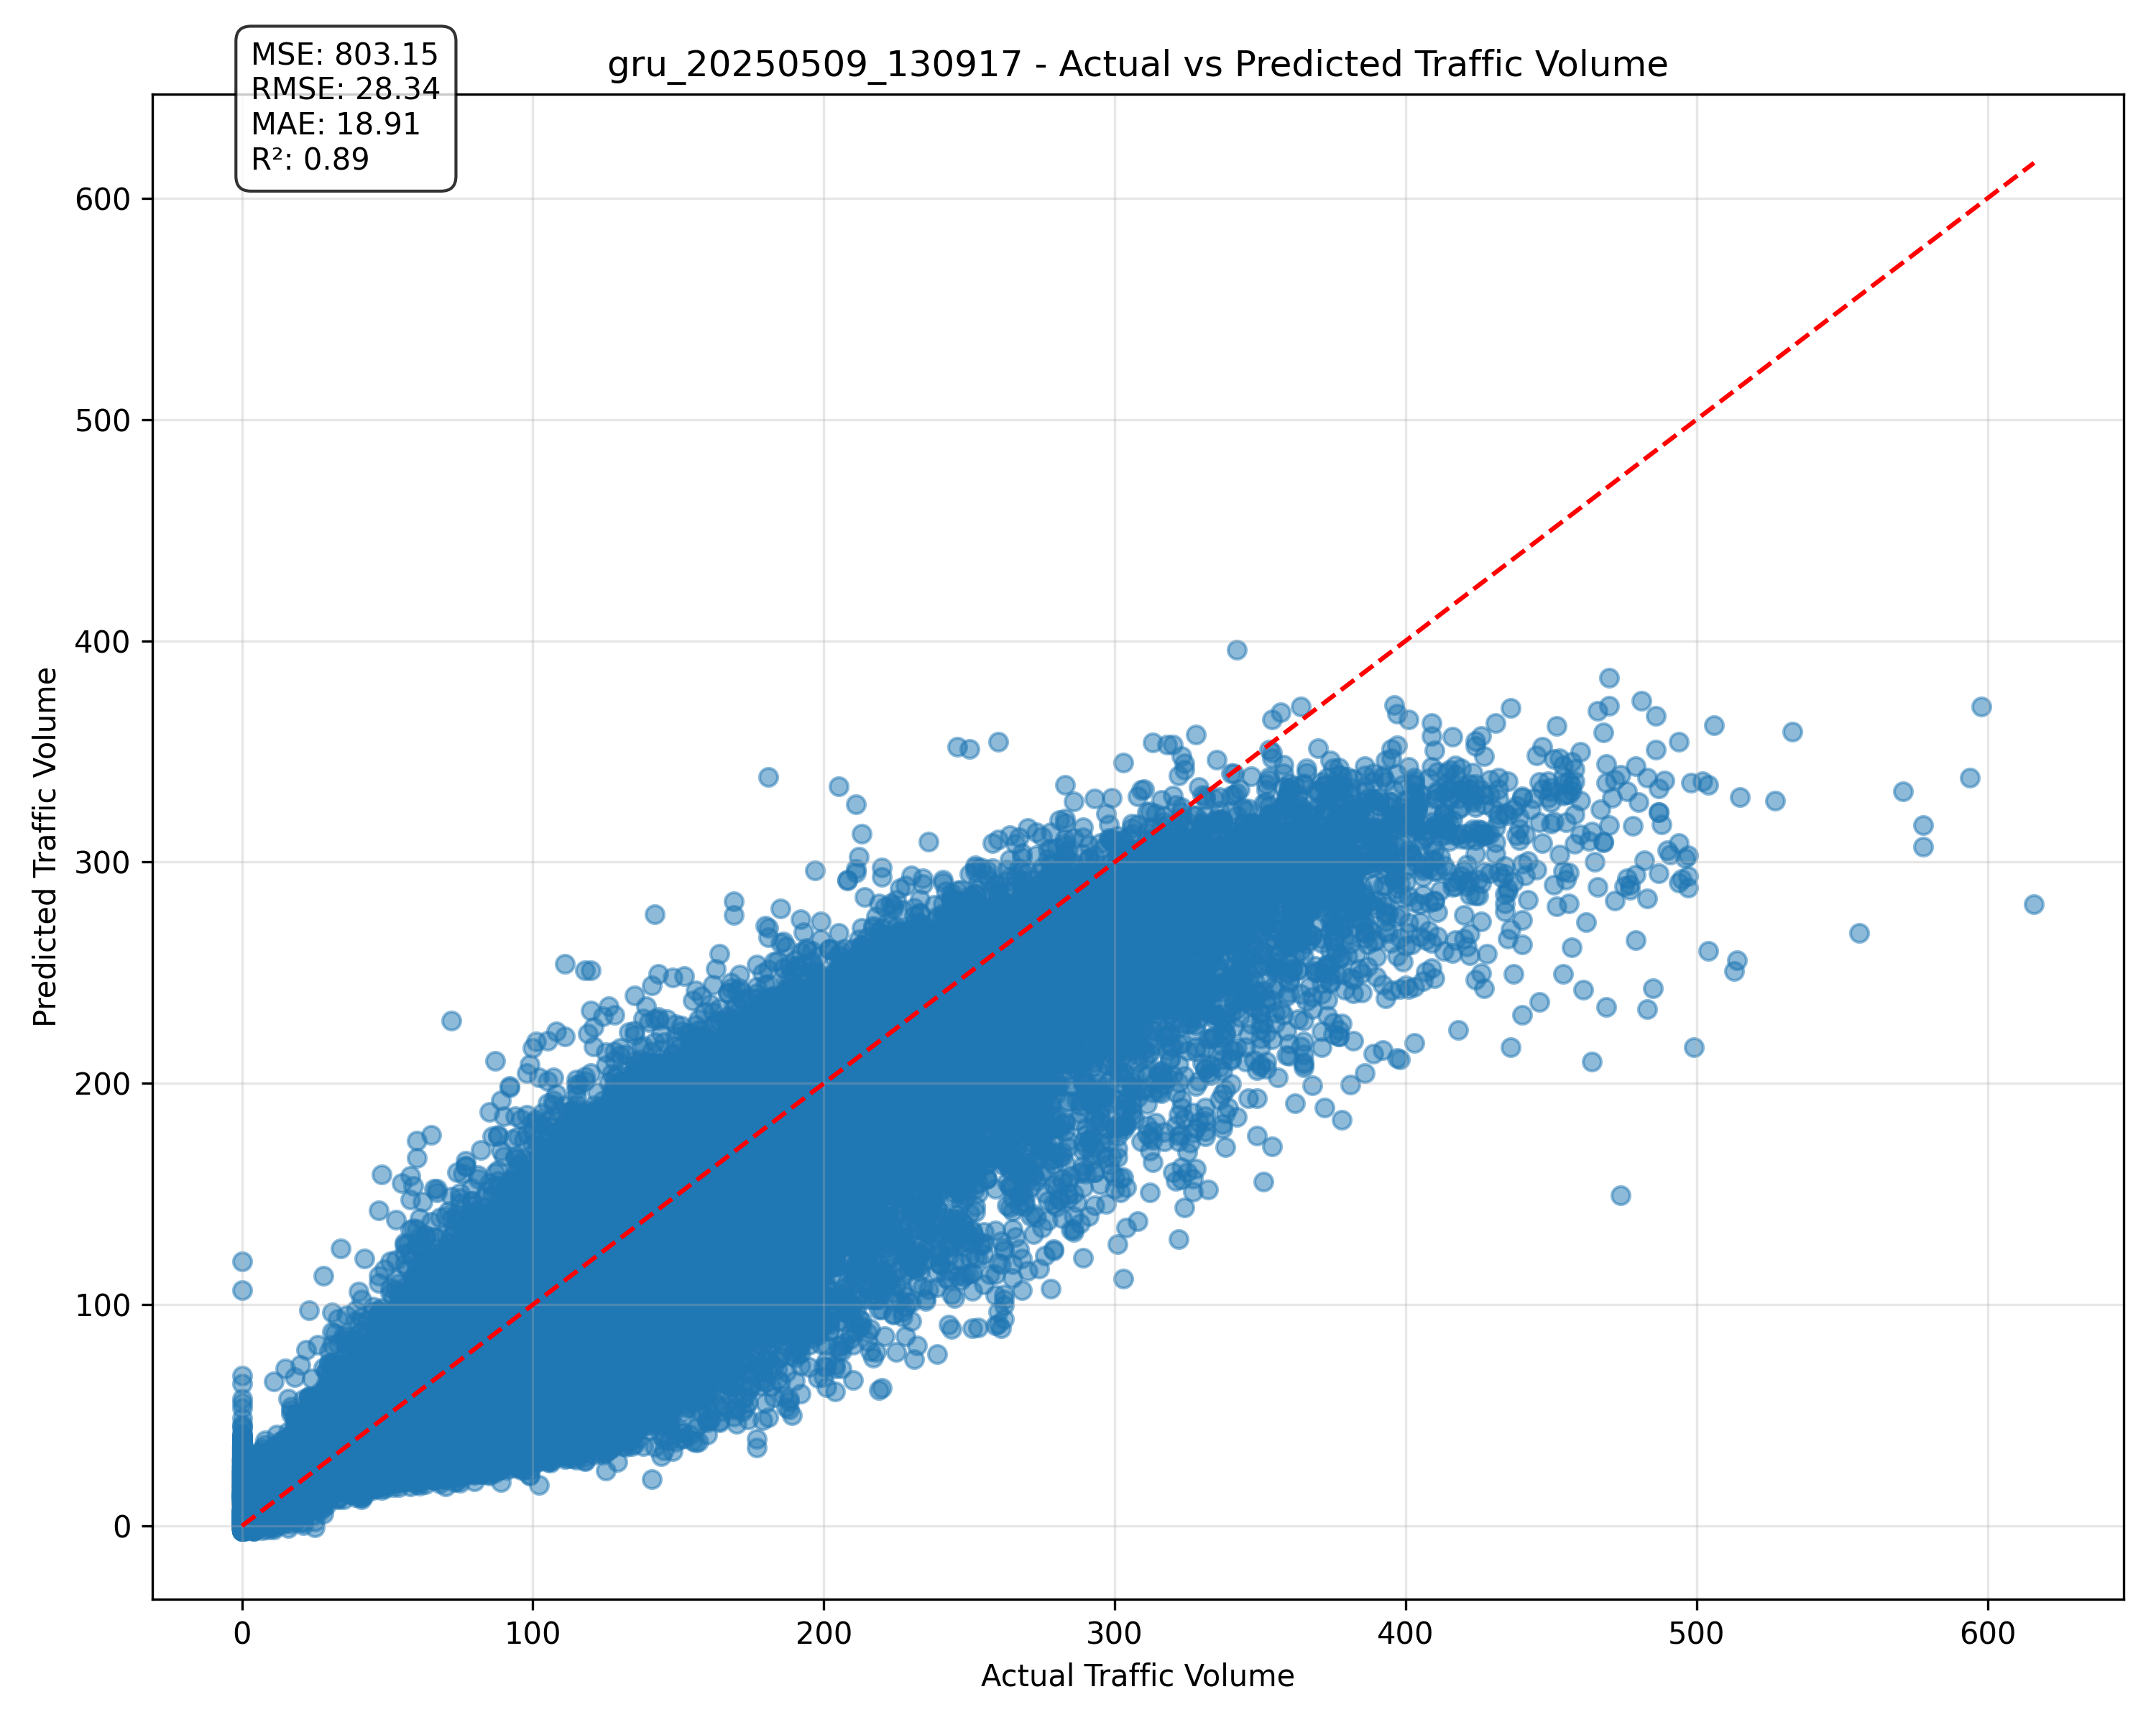 MSE: 803.15
RMSE: 28.34
MAE: 18.91
R²: 0.89
gru_20250509_130917 - Actual vs Predicted Traffic Volume
Predicted Traffic Volume
600
500
400
300
200
100
0
0 100 200 300 400 500 600
Actual Traffic Volume